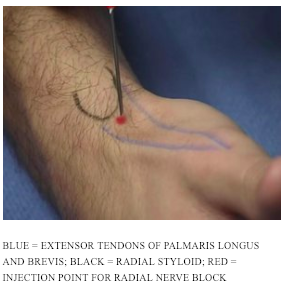 BLUE = EXTENSOR TENDONS OF PALMARIS LONGUS
AND BREVIS; BLACK = RADIAL STYLOID; RED =
INJECTION POINT FOR RADIAL NERVE BLOCK